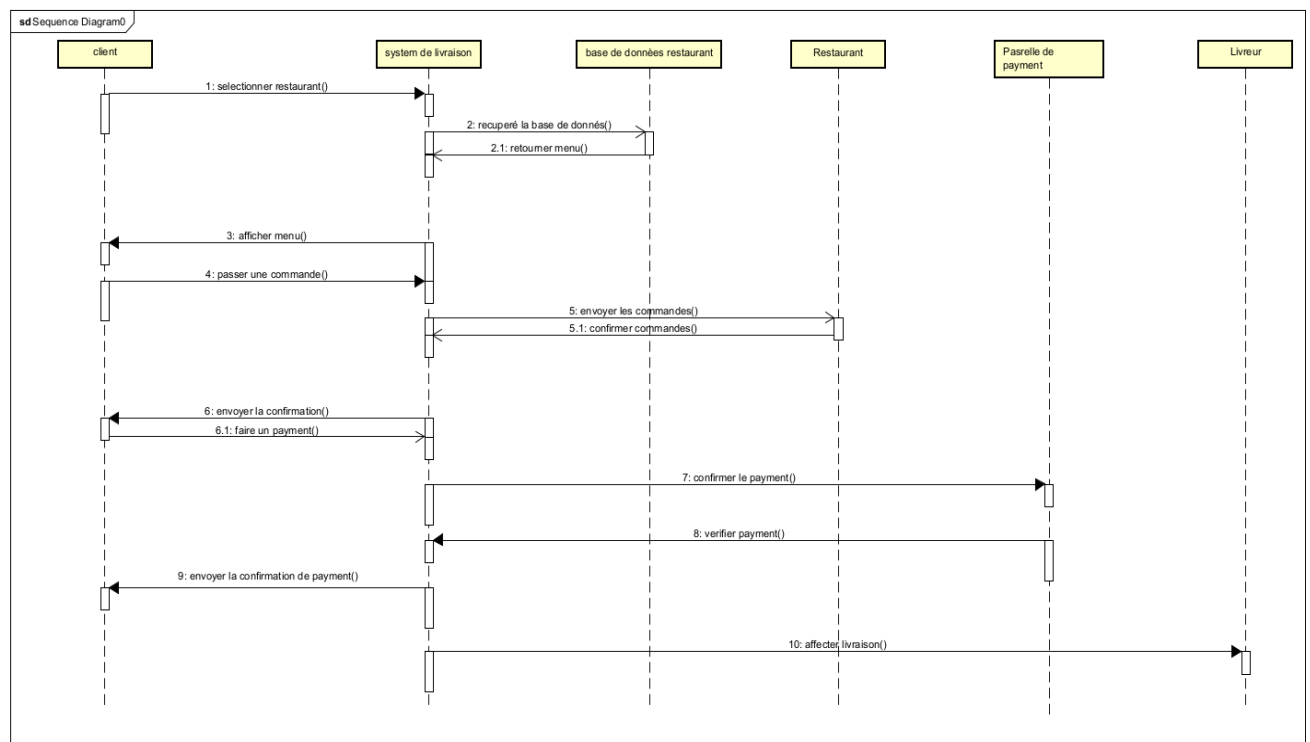 sd Sequence Diagram0
client
system de livraison
base de donnèes restaurant
Restaurant
Pasrelle de
payment
Livreur
1: selectionner restaurant()
2: recuperé la base de donnés()
2.1: retourner menu()
3: afficher menu()
4: passer une commande()
5: envoyer les commandes()
5.1: confirmer commandes()
6: envoyer la confirmation()
6.1: faire un payment()
7: confirmer le payment()
8: verifier payment()
9: envoyer la confirmation de payment()
10: affecter livraison()